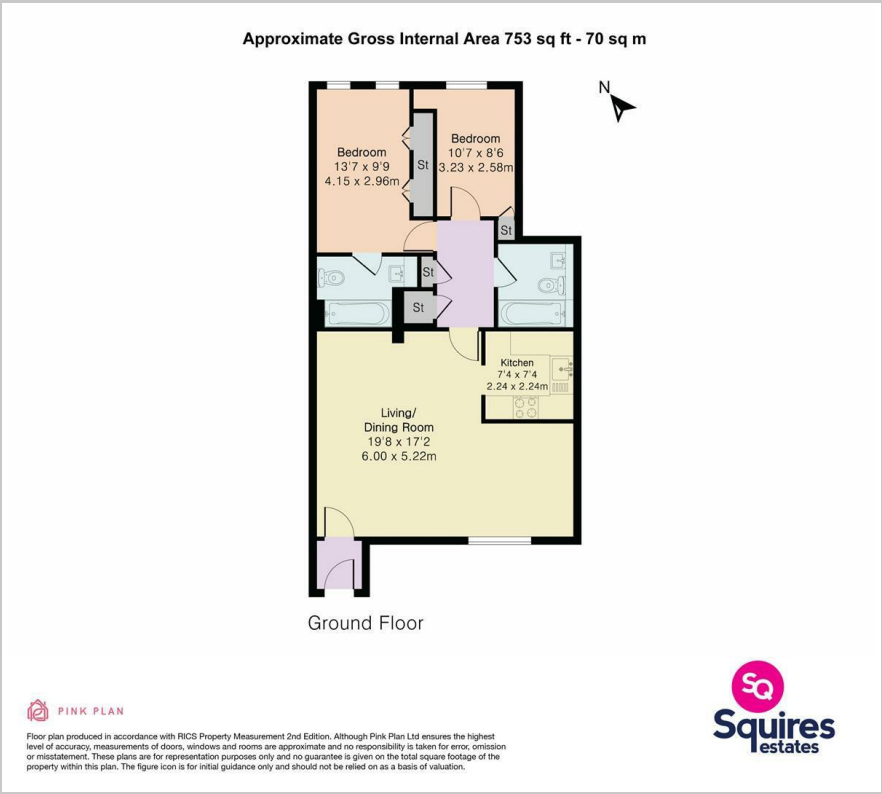 Approximate Gross Internal Area 753 sq ft - 70 sq m
N
Bedroom
13'7 x 9'9
4.15 x 2.96m
St
Bedroom
10'7 x 8'6
3.23 x 2.58m
St
St
St
Kitchen
7'4 x 7'4
2.24 x 2.24m
Living/
Dining Room
19'8 x 17'2
6.00 x 5.22m
Ground Floor
PINK PLAN
Floor plan produced in accordance with RICS Property Measurement 2nd Edition. Although Pink Plan Ltd ensures the highest
level of accuracy, measurements of doors, windows and rooms are approximate and no responsibility is taken for error, omission
or misstatement. These plans are for representation purposes only and no guarantee is given on the total square footage of the
property within this plan. The figure icon is for initial guidance only and should not be relied on as a basis of valuation.
SQ
Squires
estates